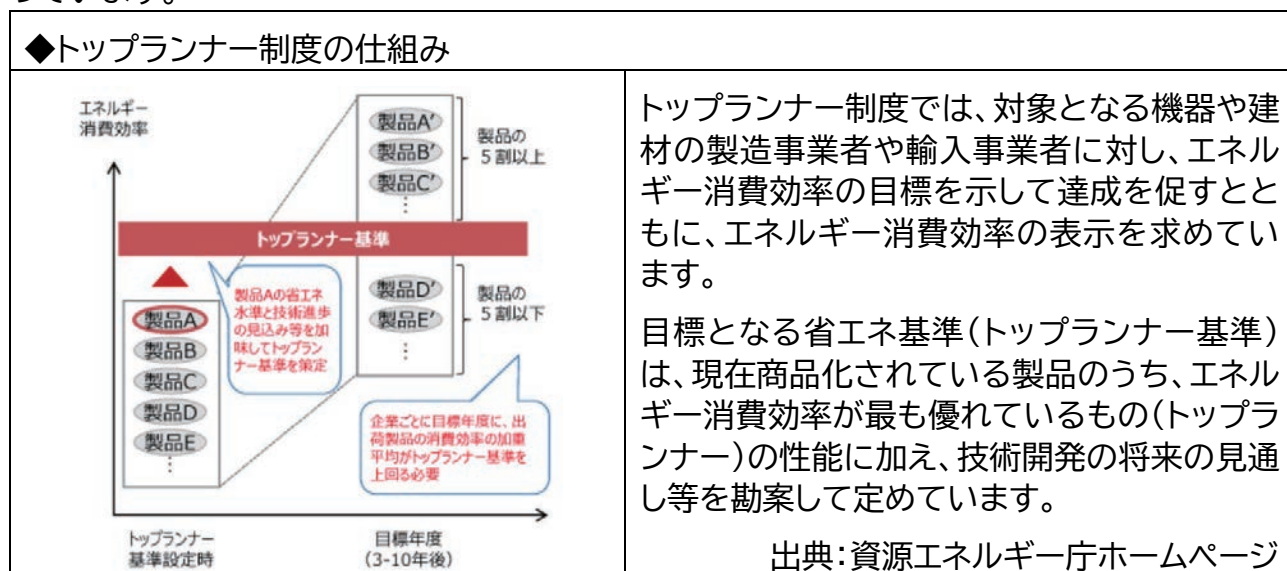 っています。
◆トップランナー制度の仕組み
エネルギー
消費効率
製品A′
製品B′
製品C′
⋮
製品の
5割以上
トップランナー基準
製品A
製品B
製品C
製品D
製品E
⋮
製品Aの省エネ
水準と技術進歩
の見込み等を加
味してトップラン
ナー基準を策定
製品D′
製品E′
⋮
製品の
5割以下
企業ごとに目標年度に、出
荷製品の消費効率の加重
平均がトップランナー基準を
上回る必要
トップランナー
基準設定時
目標年度
(3-10年後)
トップランナー制度では、対象となる機器や建
材の製造事業者や輸入事業者に対し、エネル
ギー消費効率の目標を示して達成を促すとと
もに、エネルギー消費効率の表示を求めてい
ます。
目標となる省エネ基準(トップランナー基準)
は、現在商品化されている製品のうち、エネル
ギー消費効率が最も優れているもの(トップラ
ンナー)の性能に加え、技術開発の将来の見通
し等を勘案して定めています。
出典:資源エネルギー庁ホームページ